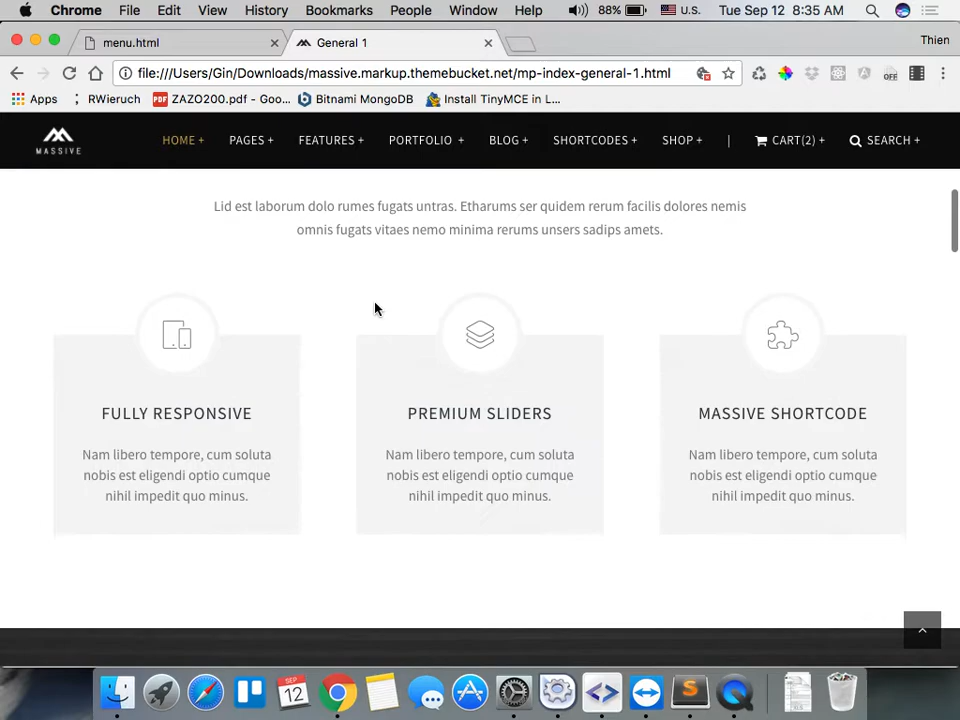 Chrome File Edit View History Bookmarks People Window Help 88% U.S. Tue Sep 12 8:35 AM
menu.html General 1 Thien
file:///Users/Gin/Downloads/massive.markup.themebucket.net/mp-index-general-1.html OFF
Apps RWieruch PDF ZAZO200.pdf - Goo... Bitnami MongoDB Install TinyMCE in L...
MASSIVE HOME + PAGES + FEATURES + PORTFOLIO + BLOG + SHORTCODES + SHOP + | CART(2) + SEARCH +
Lid est laborum dolo rumes fugats untras. Etharums ser quidem rerum facilis dolores nemis
omnis fugats vitaes nemo minima rerums unsers sadips amets.
FULLY RESPONSIVE
Nam libero tempore, cum soluta
nobis est eligendi optio cumque
nihil impedit quo minus.
PREMIUM SLIDERS
Nam libero tempore, cum soluta
nobis est eligendi optio cumque
nihil impedit quo minus.
MASSIVE SHORTCODE
Nam libero tempore, cum soluta
nobis est eligendi optio cumque
nihil impedit quo minus.
SEP
12
S
XLS